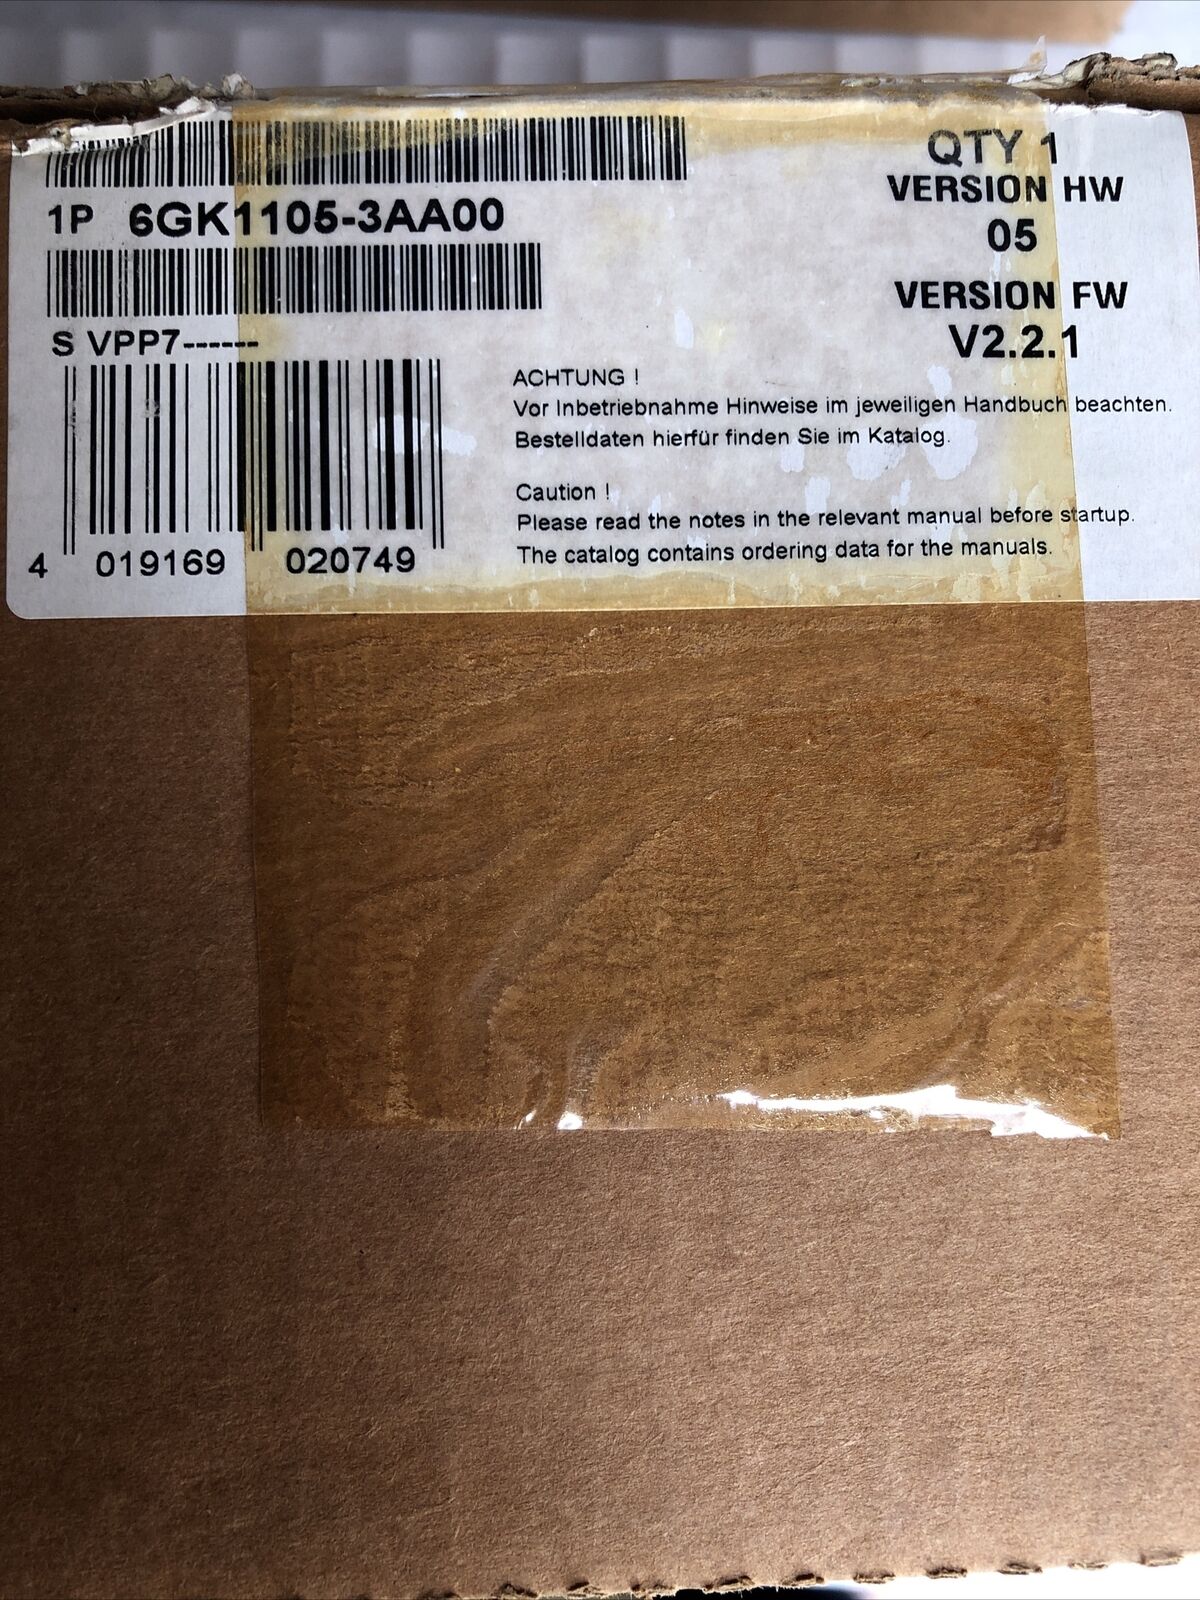 QTY 1
1P 6GK1105-3AA00
VERSION HW
05
S VPP7------
VERSION FW
V2.2.1
ACHTUNG !
Vor Inbetriebnahme Hinweise im jeweiligen Handbuch beachten.
Bestelldaten hierfür finden Sie im Katalog.
Caution !
Please read the notes in the relevant manual before startup.
The catalog contains ordering data for the manuals.
4 019169 020749